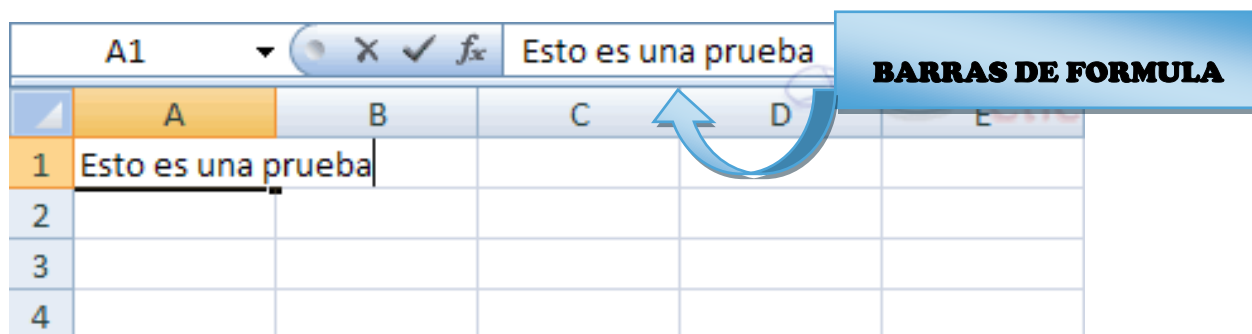 A1 fx Esto es una prueba
BARRAS DE FORMULA
A B C D E
1 Esto es una prueba
2
3
4